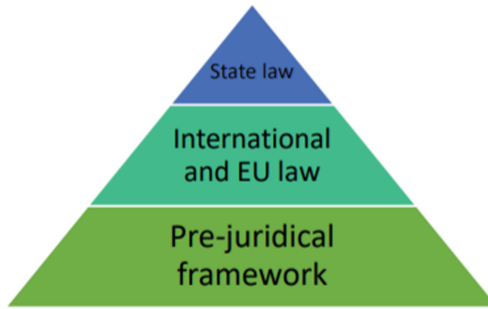 State law
International
and EU law
Pre-juridical
framework